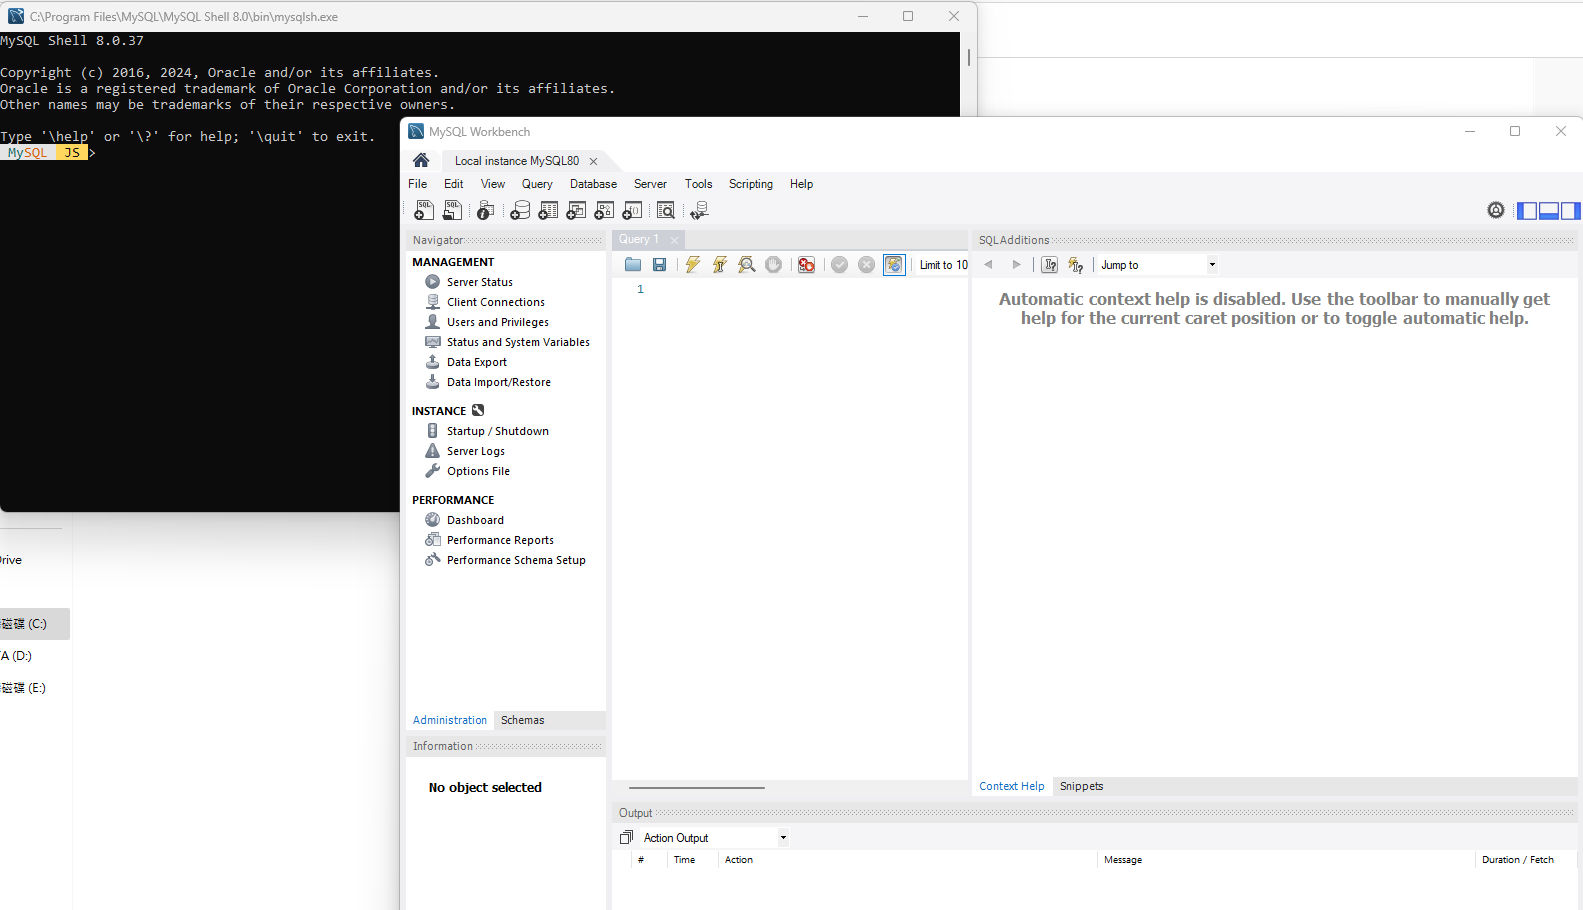 C:\Program Files\MySQL\MySQL Shell 8.0\bin\mysqlsh.exe
MySQL Shell 8.0.37
Copyright (c) 2016, 2024, Oracle and/or its affiliates.
Oracle is a registered trademark of Oracle Corporation and/or its affiliates.
Other names may be trademarks of their respective owners.
Type '\help' or '\?' for help; '\quit' to exit.
MySQL JS >
MySQL Workbench
Local instance MySQL80
File Edit View Query Database Server Tools Scripting Help
Navigator
MANAGEMENT
Server Status
Client Connections
Users and Privileges
Status and System Variables
Data Export
Data Import/Restore
INSTANCE
Startup / Shutdown
Server Logs
Options File
PERFORMANCE
Dashboard
Performance Reports
Performance Schema Setup
Administration Schemas
Information
No object selected
Query 1
Limit to 10
1
SQLAdditions
Jump to
Automatic context help is disabled. Use the toolbar to manually get
help for the current caret position or to toggle automatic help.
Context Help Snippets
Output
Action Output
# Time Action Message Duration / Fetch
磁碟 (C:)
A (D:)
磁碟 (E:)